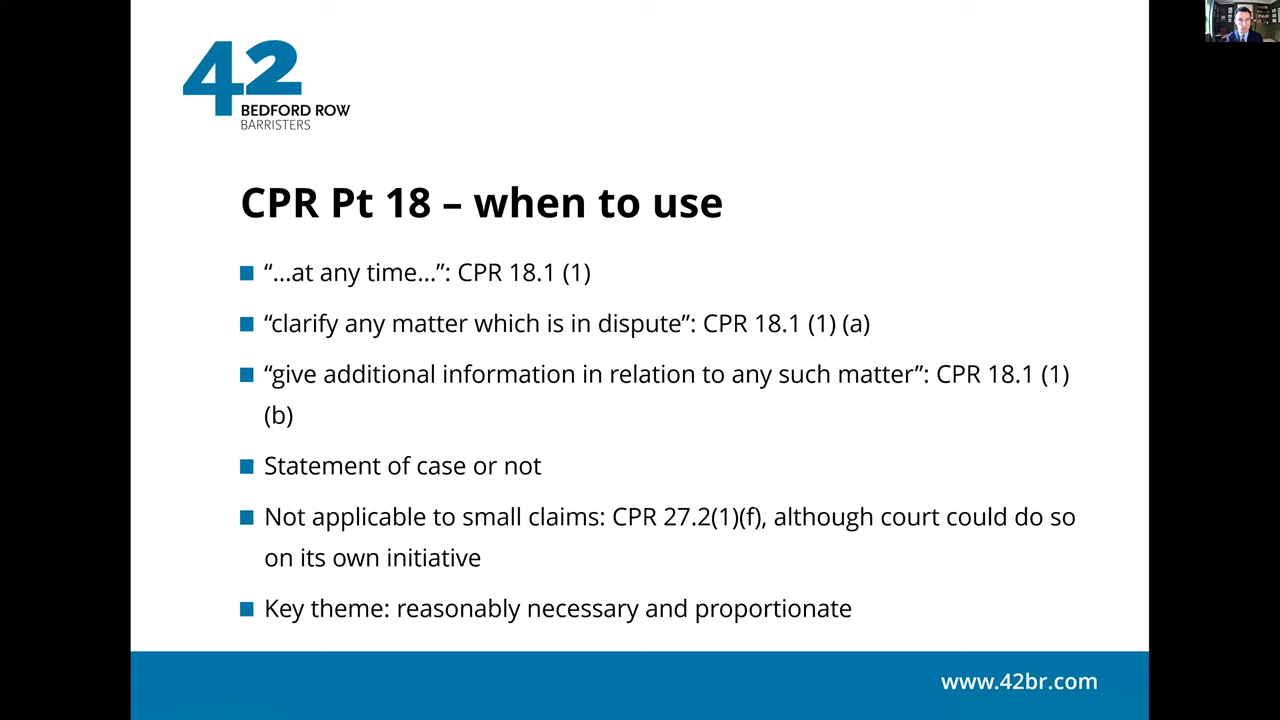 42
BEDFORD ROW
BARRISTERS
CPR Pt 18 – when to use
“…at any time…”: CPR 18.1 (1)
“clarify any matter which is in dispute”: CPR 18.1 (1) (a)
“give additional information in relation to any such matter”: CPR 18.1 (1)
(b)
Statement of case or not
Not applicable to small claims: CPR 27.2(1)(f), although court could do so
on its own initiative
Key theme: reasonably necessary and proportionate
www.42br.com